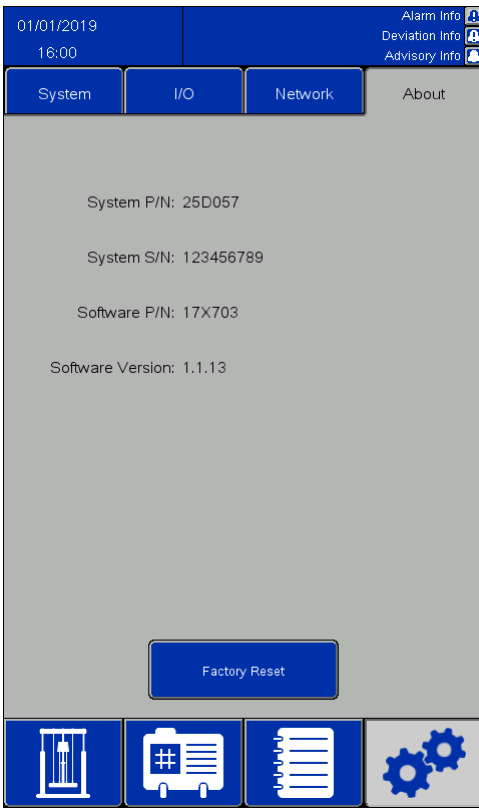 01/01/2019
16:00
Alarm Info
Deviation Info
Advisory Info
System
I/O
Network
About
System P/N: 25D057
System S/N: 123456789
Software P/N: 17X703
Software Version: 1.1.13
Factory Reset
#